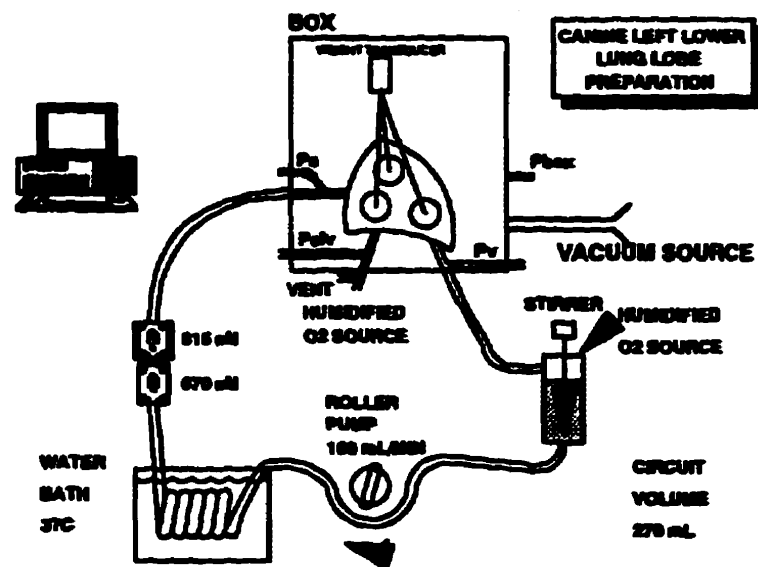 BOX
CANINE LEFT LOWER
LUNG LOBE
PREPARATION
Pa
Pbox
Palv
Pv
VACUUM SOURCE
VENT
HUMIDIFIED
O2 SOURCE
STIRRER
HUMIDIFIED
O2 SOURCE
ROLLER
PUMP
WATER
BATH
37C
CIRCUIT
VOLUME
270 mL